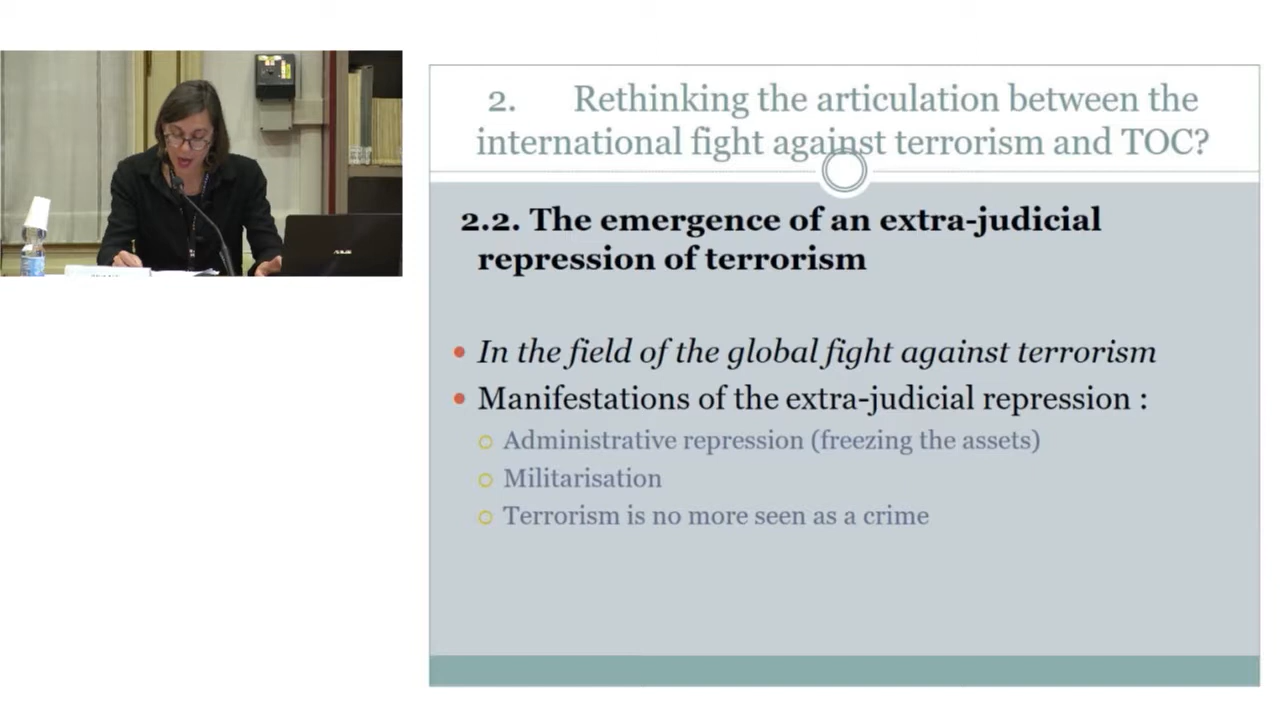 2. Rethinking the articulation between the
international fight against terrorism and TOC?
2.2. The emergence of an extra-judicial
repression of terrorism
In the field of the global fight against terrorism
Manifestations of the extra-judicial repression :
Administrative repression (freezing the assets)
Militarisation
Terrorism is no more seen as a crime